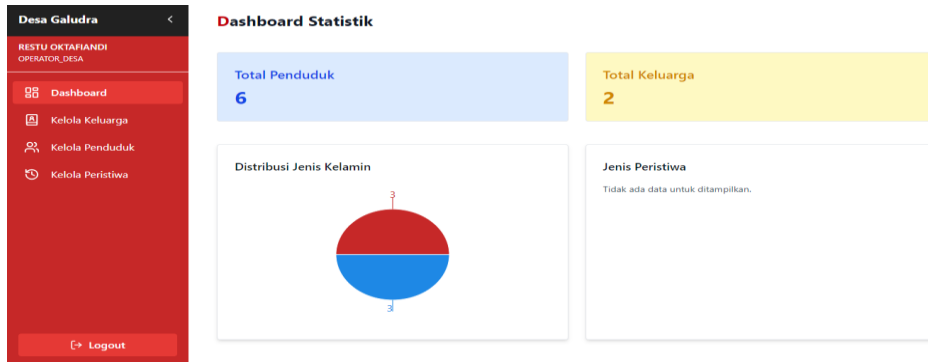 Desa Galudra
RESTU OKTAFIANDI
OPERATOR_DESA
Dashboard
Kelola Keluarga
Kelola Penduduk
Kelola Peristiwa
Logout
Dashboard Statistik
Total Penduduk
6
Total Keluarga
2
Distribusi Jenis Kelamin
3
3
Jenis Peristiwa
Tidak ada data untuk ditampilkan.